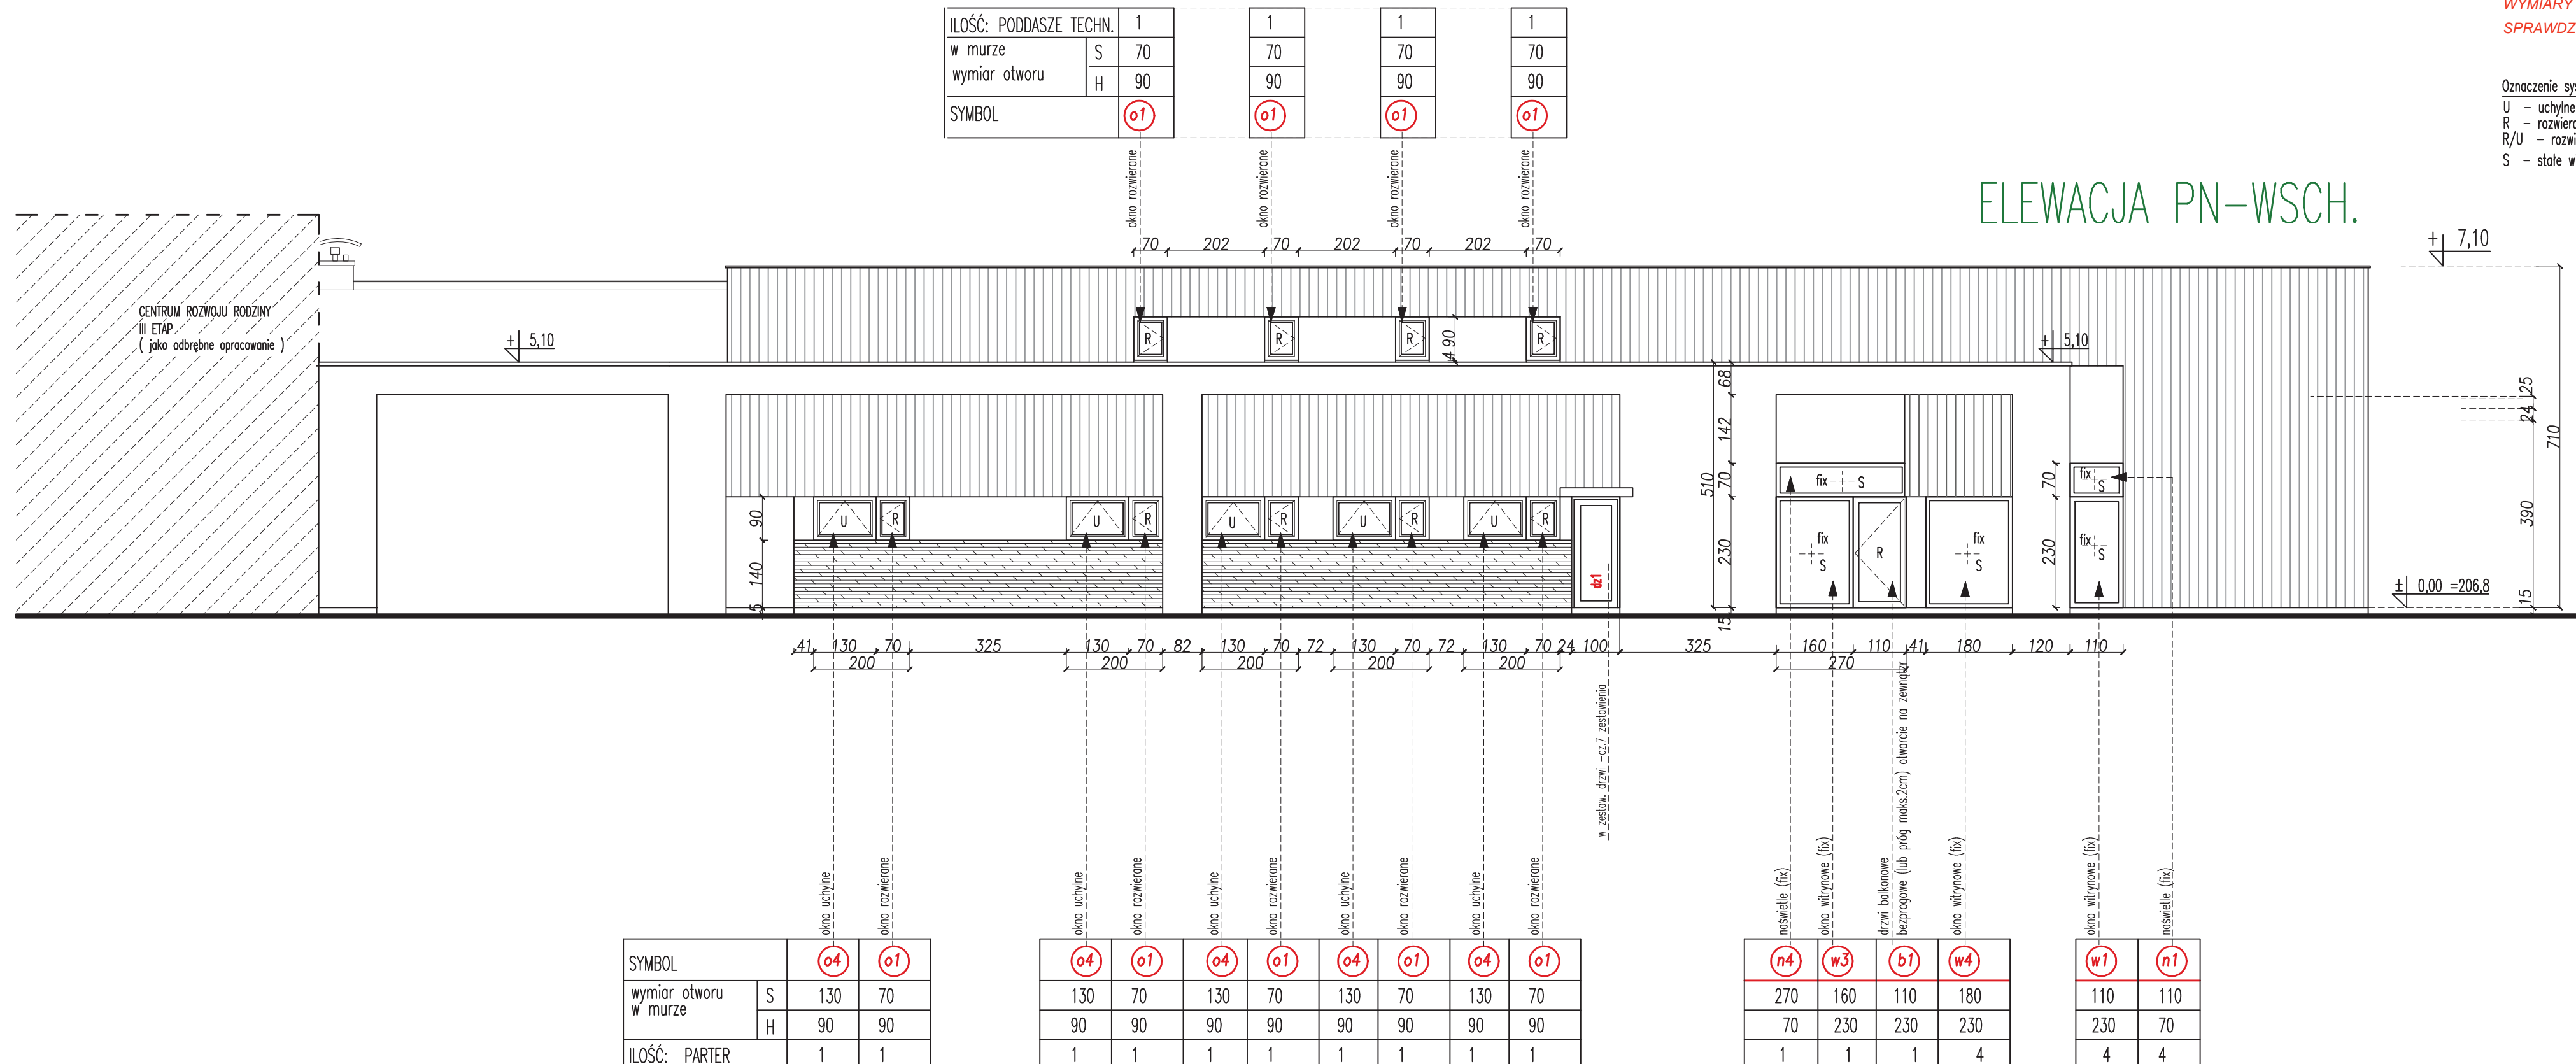 WYMIARY
SPRAWDZ
Oznaczenie sys
U – uchylne
R – rozwiera
R/U – rozwi
S – stałe w
ILOŚĆ: PODDASZE TECHN. 1 1 1 1
w murze
wymiar otworu
S 70 70 70 70
H 90 90 90 90
SYMBOL o1 o1 o1 o1
okno rozwierane okno rozwierane okno rozwierane okno rozwierane
ELEWACJA PN–WSCH.
70 202 70 202 70 202 70
+ 7,10
CENTRUM ROZWOJU RODZINY
III ETAP
( jako odbrębne opracowanie )
+ 5,10
R R R R
4 90
+ 5,10
68
142
70
230
15
510
70
230
25
24
390
15
710
90
140
5
U R U R U R U R U R
dz1
fix S
fix S
R
fix S
fix S
fix S
± 0,00 =206,8
41 130 70 325 130 70 82 130 70 72 130 70 72 130 70 24 100 325 160 110 41 180 120 110
200 200 200 200 200 270
w zestaw. drzwi –cz.7 zestawienia
okno uchylne okno rozwierane okno uchylne okno rozwierane okno uchylne okno rozwierane okno uchylne okno rozwierane okno uchylne okno rozwierane
naświetle (fix)
okno witrynowe (fix)
drzwi balkonowe
bezprogowe (lub próg maks.2cm) otwarcie na zewnątrz
okno witrynowe (fix)
okno witrynowe (fix)
naświetle (fix)
SYMBOL o4 o1 o4 o1 o4 o1 o4 o1 o4 o1 n4 w3 b1 w4 w1 n1
wymiar otworu
w murze
S 130 70 130 70 130 70 130 70 130 70 270 160 110 180 110 110
H 90 90 90 90 90 90 90 90 90 90 70 230 230 230 230 70
ILOŚĆ: PARTER 1 1 1 1 1 1 1 1 1 1 1 1 1 4 4 4